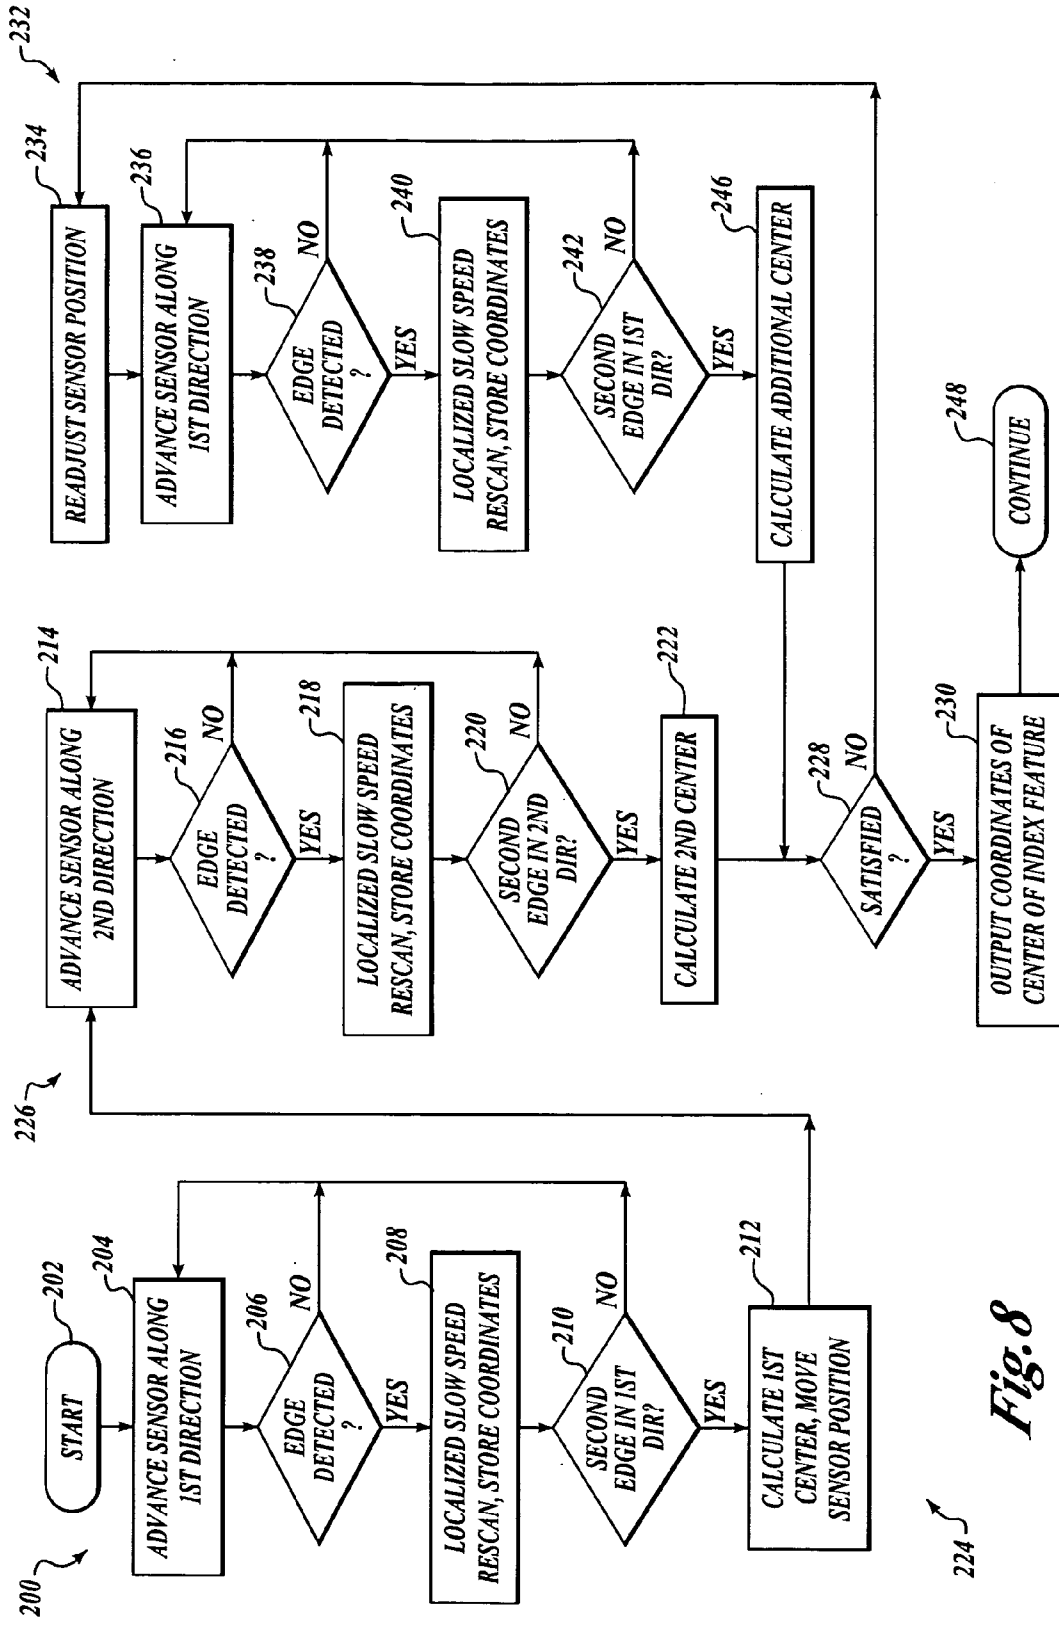 200
START
202
ADVANCE SENSOR ALONG
1ST DIRECTION
204
EDGE
DETECTED
?
206
NO
YES
LOCALIZED SLOW SPEED
RESCAN, STORE COORDINATES
208
SECOND
EDGE IN 1ST
DIR?
210
NO
YES
CALCULATE 1ST
CENTER, MOVE
SENSOR POSITION
212
224
226
ADVANCE SENSOR ALONG
2ND DIRECTION
214
EDGE
DETECTED
?
216
NO
YES
LOCALIZED SLOW SPEED
RESCAN, STORE COORDINATES
218
SECOND
EDGE IN 2ND
DIR?
220
NO
YES
CALCULATE 2ND CENTER
222
SATISFIED
?
228
NO
YES
OUTPUT COORDINATES OF
CENTER OF INDEX FEATURE
230
232
READJUST SENSOR POSITION
234
ADVANCE SENSOR ALONG
1ST DIRECTION
236
EDGE
DETECTED
?
238
NO
YES
LOCALIZED SLOW SPEED
RESCAN, STORE COORDINATES
240
SECOND
EDGE IN 1ST
DIR?
242
NO
YES
CALCULATE ADDITIONAL CENTER
246
CONTINUE
248
Fig.8